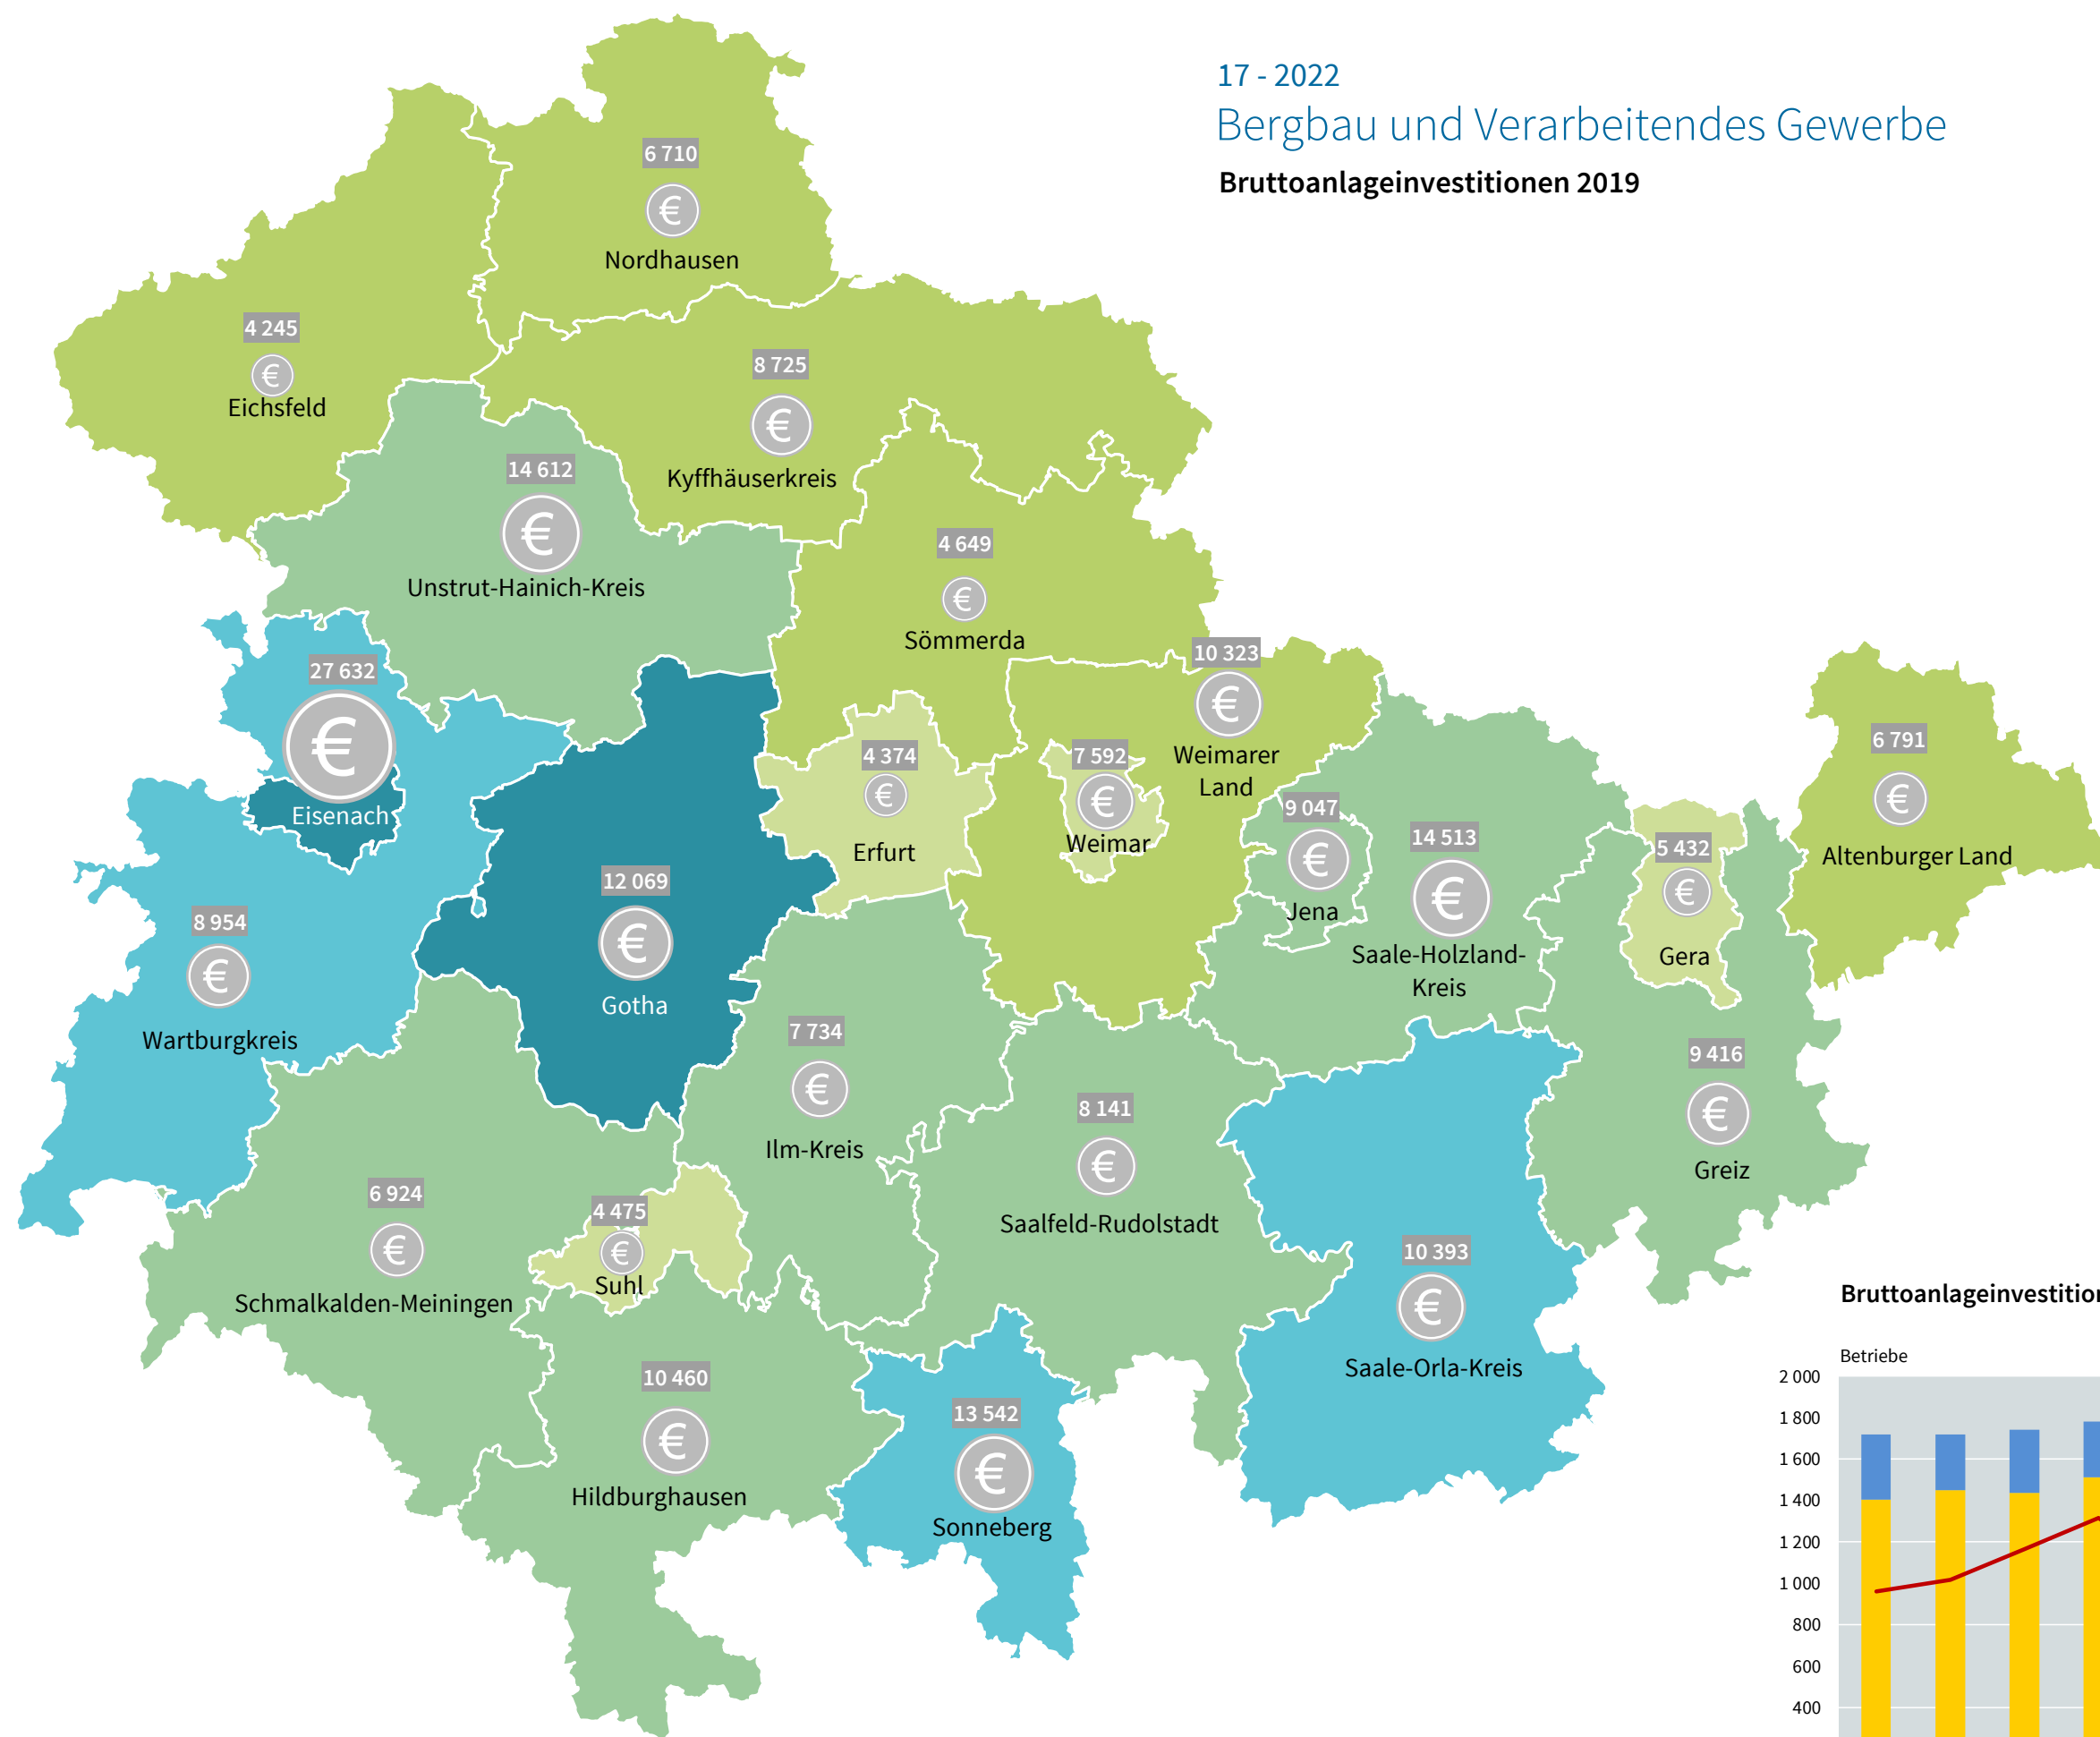 17 - 2022
Bergbau und Verarbeitendes Gewerbe
Bruttoanlageinvestitionen 2019
6 710
€
Nordhausen
4 245
€
Eichsfeld
8 725
€
Kyffhäuserkreis
14 612
€
Unstrut-Hainich-Kreis
4 649
€
Sömmerda
27 632
€
Eisenach
10 323
€
Weimarer
Land
4 374
€
Erfurt
7 592
€
Weimar
9 047
€
Jena
14 513
€
Saale-Holzland-
Kreis
5 432
€
Gera
6 791
€
Altenburger Land
12 069
€
Gotha
8 954
€
Wartburgkreis
7 734
€
Ilm-Kreis
8 141
€
Saalfeld-Rudolstadt
9 416
€
Greiz
6 924
€
Schmalkalden-Meiningen
4 475
€
Suhl
10 393
€
Saale-Orla-Kreis
10 460
€
Hildburghausen
13 542
€
Sonneberg
Betriebe
2 000
1 800
1 600
1 400
1 200
1 000
800
600
400